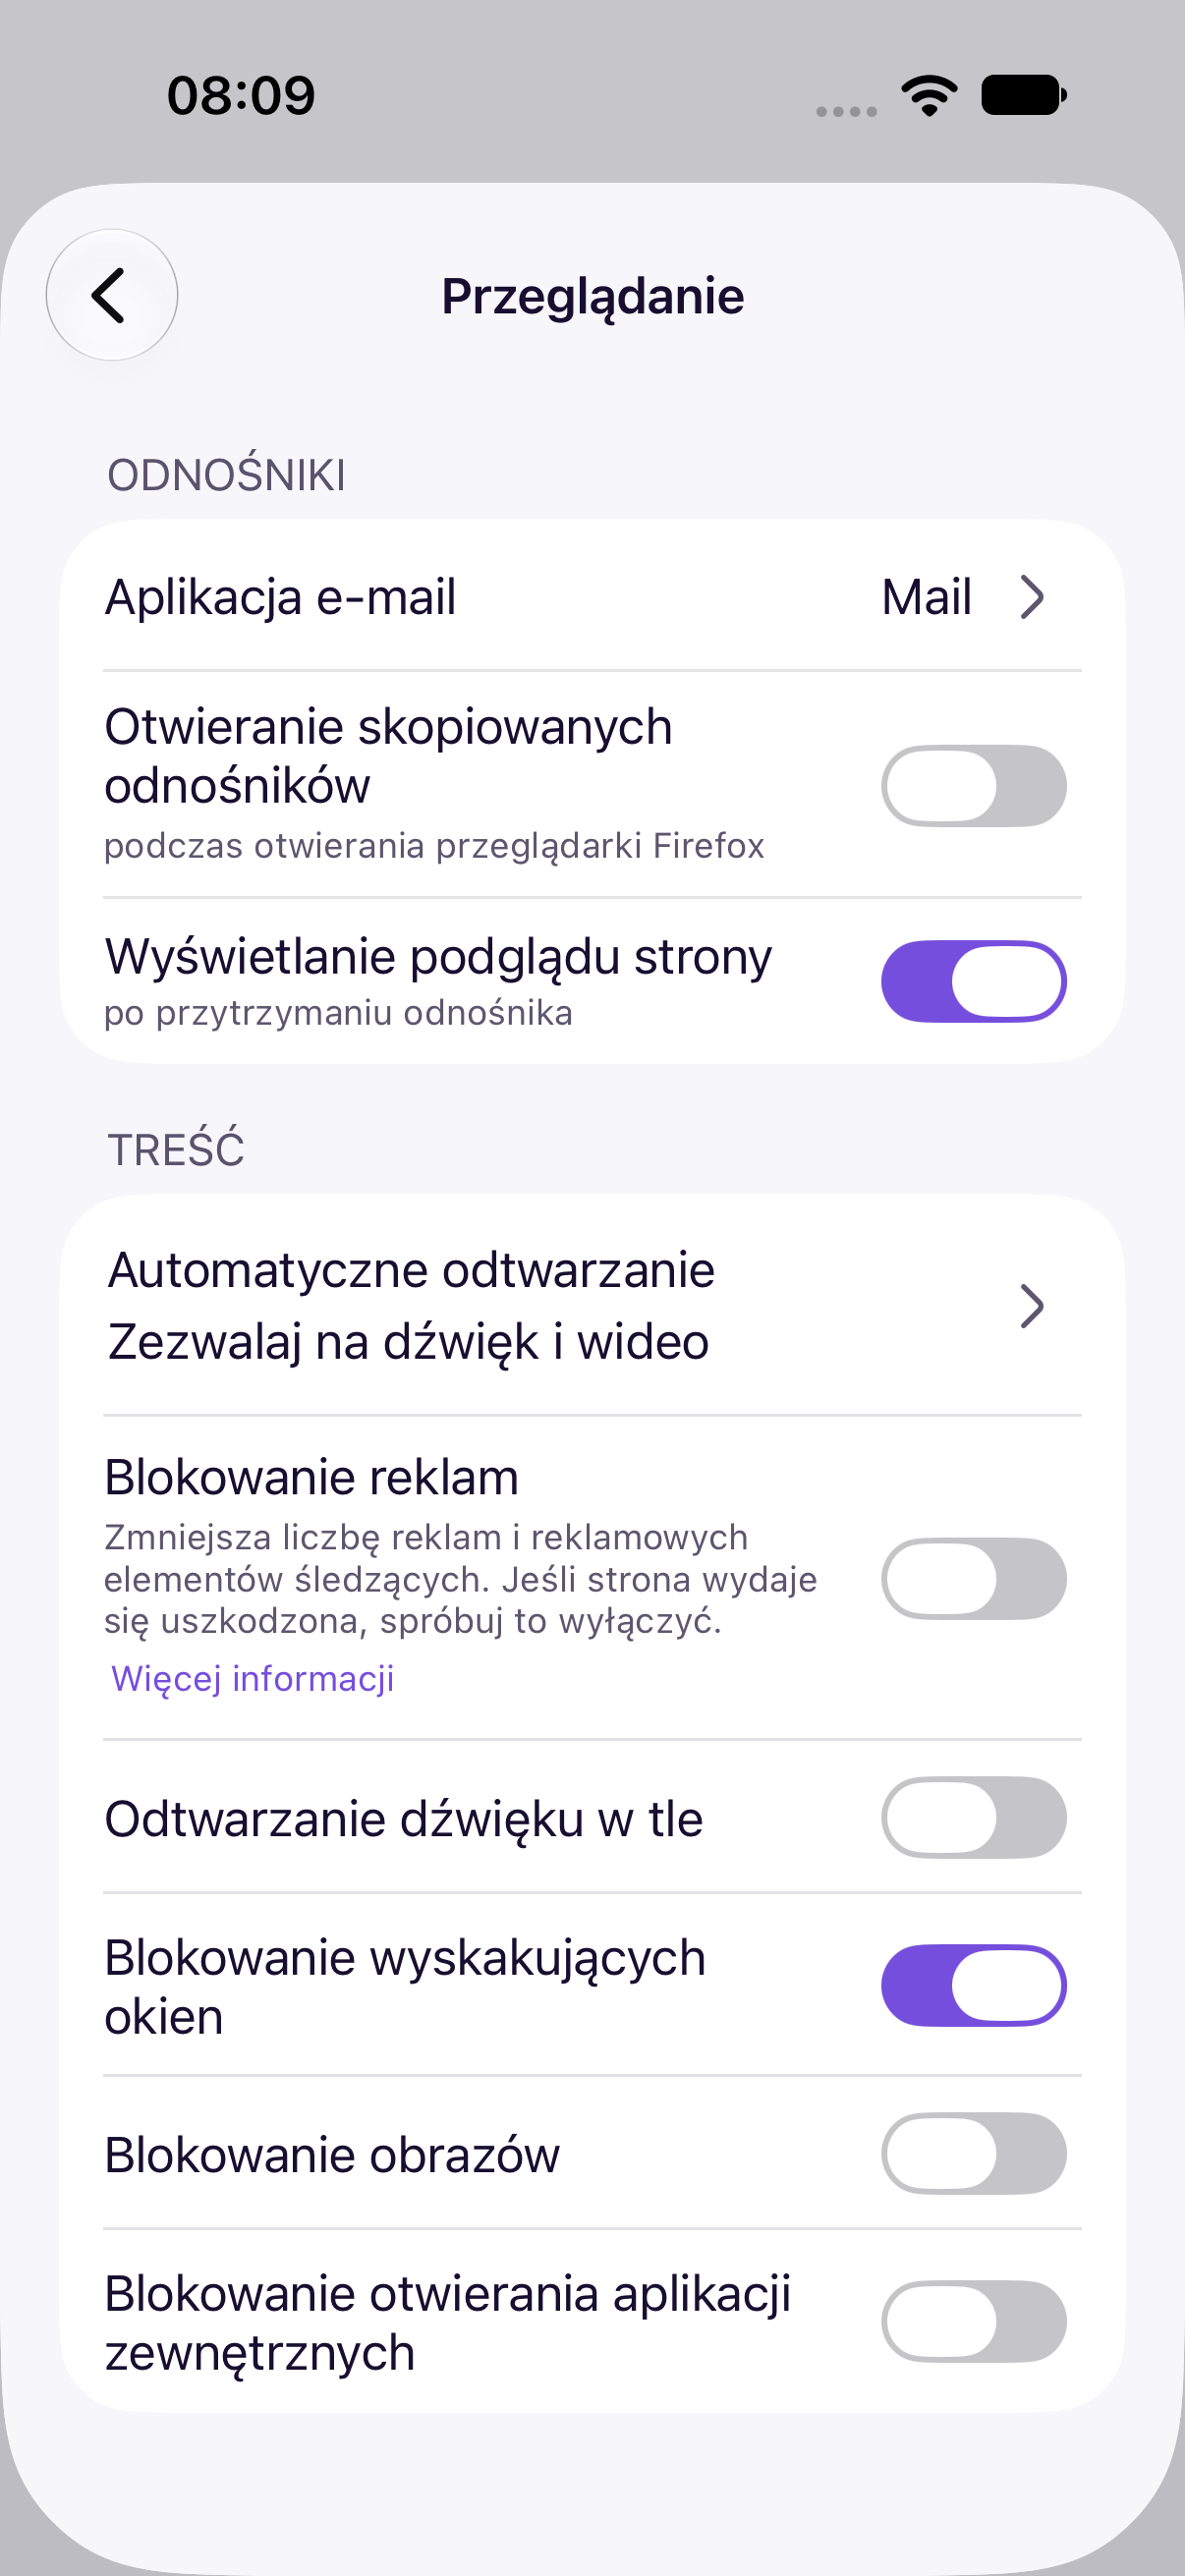 08:09
Przeglądanie
ODNOŚNIKI
Aplikacja e-mail Mail
Otwieranie skopiowanych
odnośników
podczas otwierania przeglądarki Firefox
Wyświetlanie podglądu strony
po przytrzymaniu odnośnika
TREŚĆ
Automatyczne odtwarzanie
Zezwalaj na dźwięk i wideo
Blokowanie reklam
Zmniejsza liczbę reklam i reklamowych
elementów śledzących. Jeśli strona wydaje
się uszkodzona, spróbuj to wyłączyć.
Więcej informacji
Odtwarzanie dźwięku w tle
Blokowanie wyskakujących
okien
Blokowanie obrazów
Blokowanie otwierania aplikacji
zewnętrznych